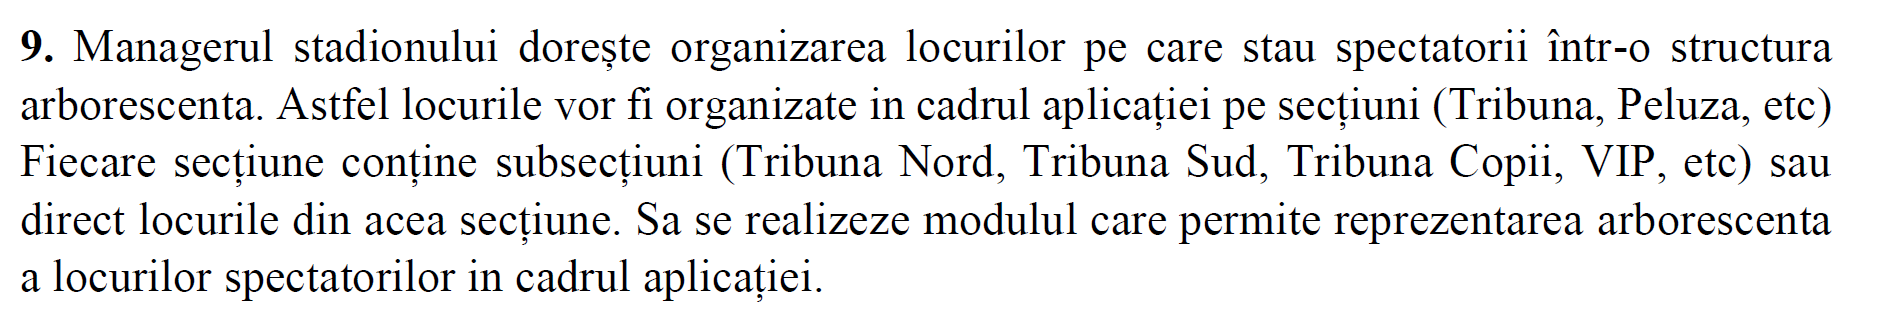 9. Managerul stadionului dorește organizarea locurilor pe care stau spectatorii într-o structura
arborescenta. Astfel locurile vor fi organizate in cadrul aplicației pe secțiuni (Tribuna, Peluza, etc)
Fiecare secțiune conține subsecțiuni (Tribuna Nord, Tribuna Sud, Tribuna Copii, VIP, etc) sau
direct locurile din acea secțiune. Sa se realizeze modulul care permite reprezentarea arborescenta
a locurilor spectatorilor in cadrul aplicației.